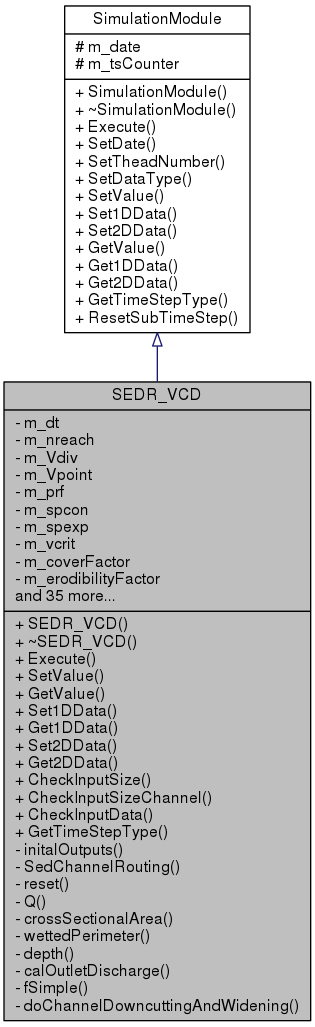 SimulationModule
# m_date
# m_tsCounter
+ SimulationModule()
+ ~SimulationModule()
+ Execute()
+ SetDate()
+ SetTheadNumber()
+ SetDataType()
+ SetValue()
+ Set1DData()
+ Set2DData()
+ GetValue()
+ Get1DData()
+ Get2DData()
+ GetTimeStepType()
+ ResetSubTimeStep()
SEDR_VCD
- m_dt
- m_nreach
- m_Vdiv
- m_Vpoint
- m_prf
- m_spcon
- m_spexp
- m_vcrit
- m_coverFactor
- m_erodibilityFactor
and 35 more...
+ SEDR_VCD()
+ ~SEDR_VCD()
+ Execute()
+ SetValue()
+ GetValue()
+ Set1DData()
+ Get1DData()
+ Set2DData()
+ Get2DData()
+ CheckInputSize()
+ CheckInputSizeChannel()
+ CheckInputData()
+ GetTimeStepType()
- initalOutputs()
- SedChannelRouting()
- reset()
- Q()
- crossSectionalArea()
- wettedPerimeter()
- depth()
- calOutletDischarge()
- fSimple()
- doChannelDowncuttingAndWidening()